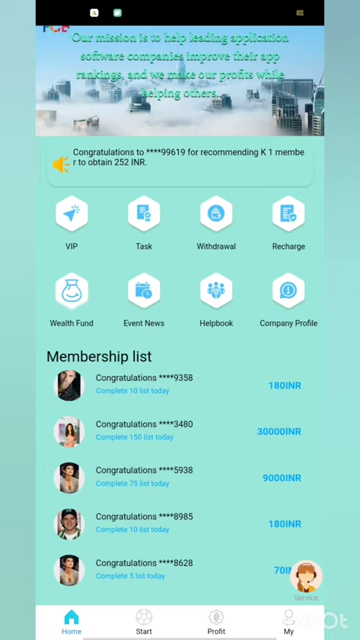 Our mission is to help leading application
software companies improve their app
rankings, and we make our profits while
helping others.
Congratulations to ****99619 for recommending K 1 membe
r to obtain 252 INR.
VIP Task Withdrawal Recharge
Wealth Fund Event News Helpbook Company Profile
Membership list
Congratulations ****9358
Complete 10 list today
180INR
Congratulations ****3480
Complete 150 list today
30000INR
Congratulations ****5938
Complete 75 list today
9000INR
Congratulations ****8985
Complete 10 list today
180INR
Congratulations ****8628
Complete 5 list today
Service
Home Start Profit My